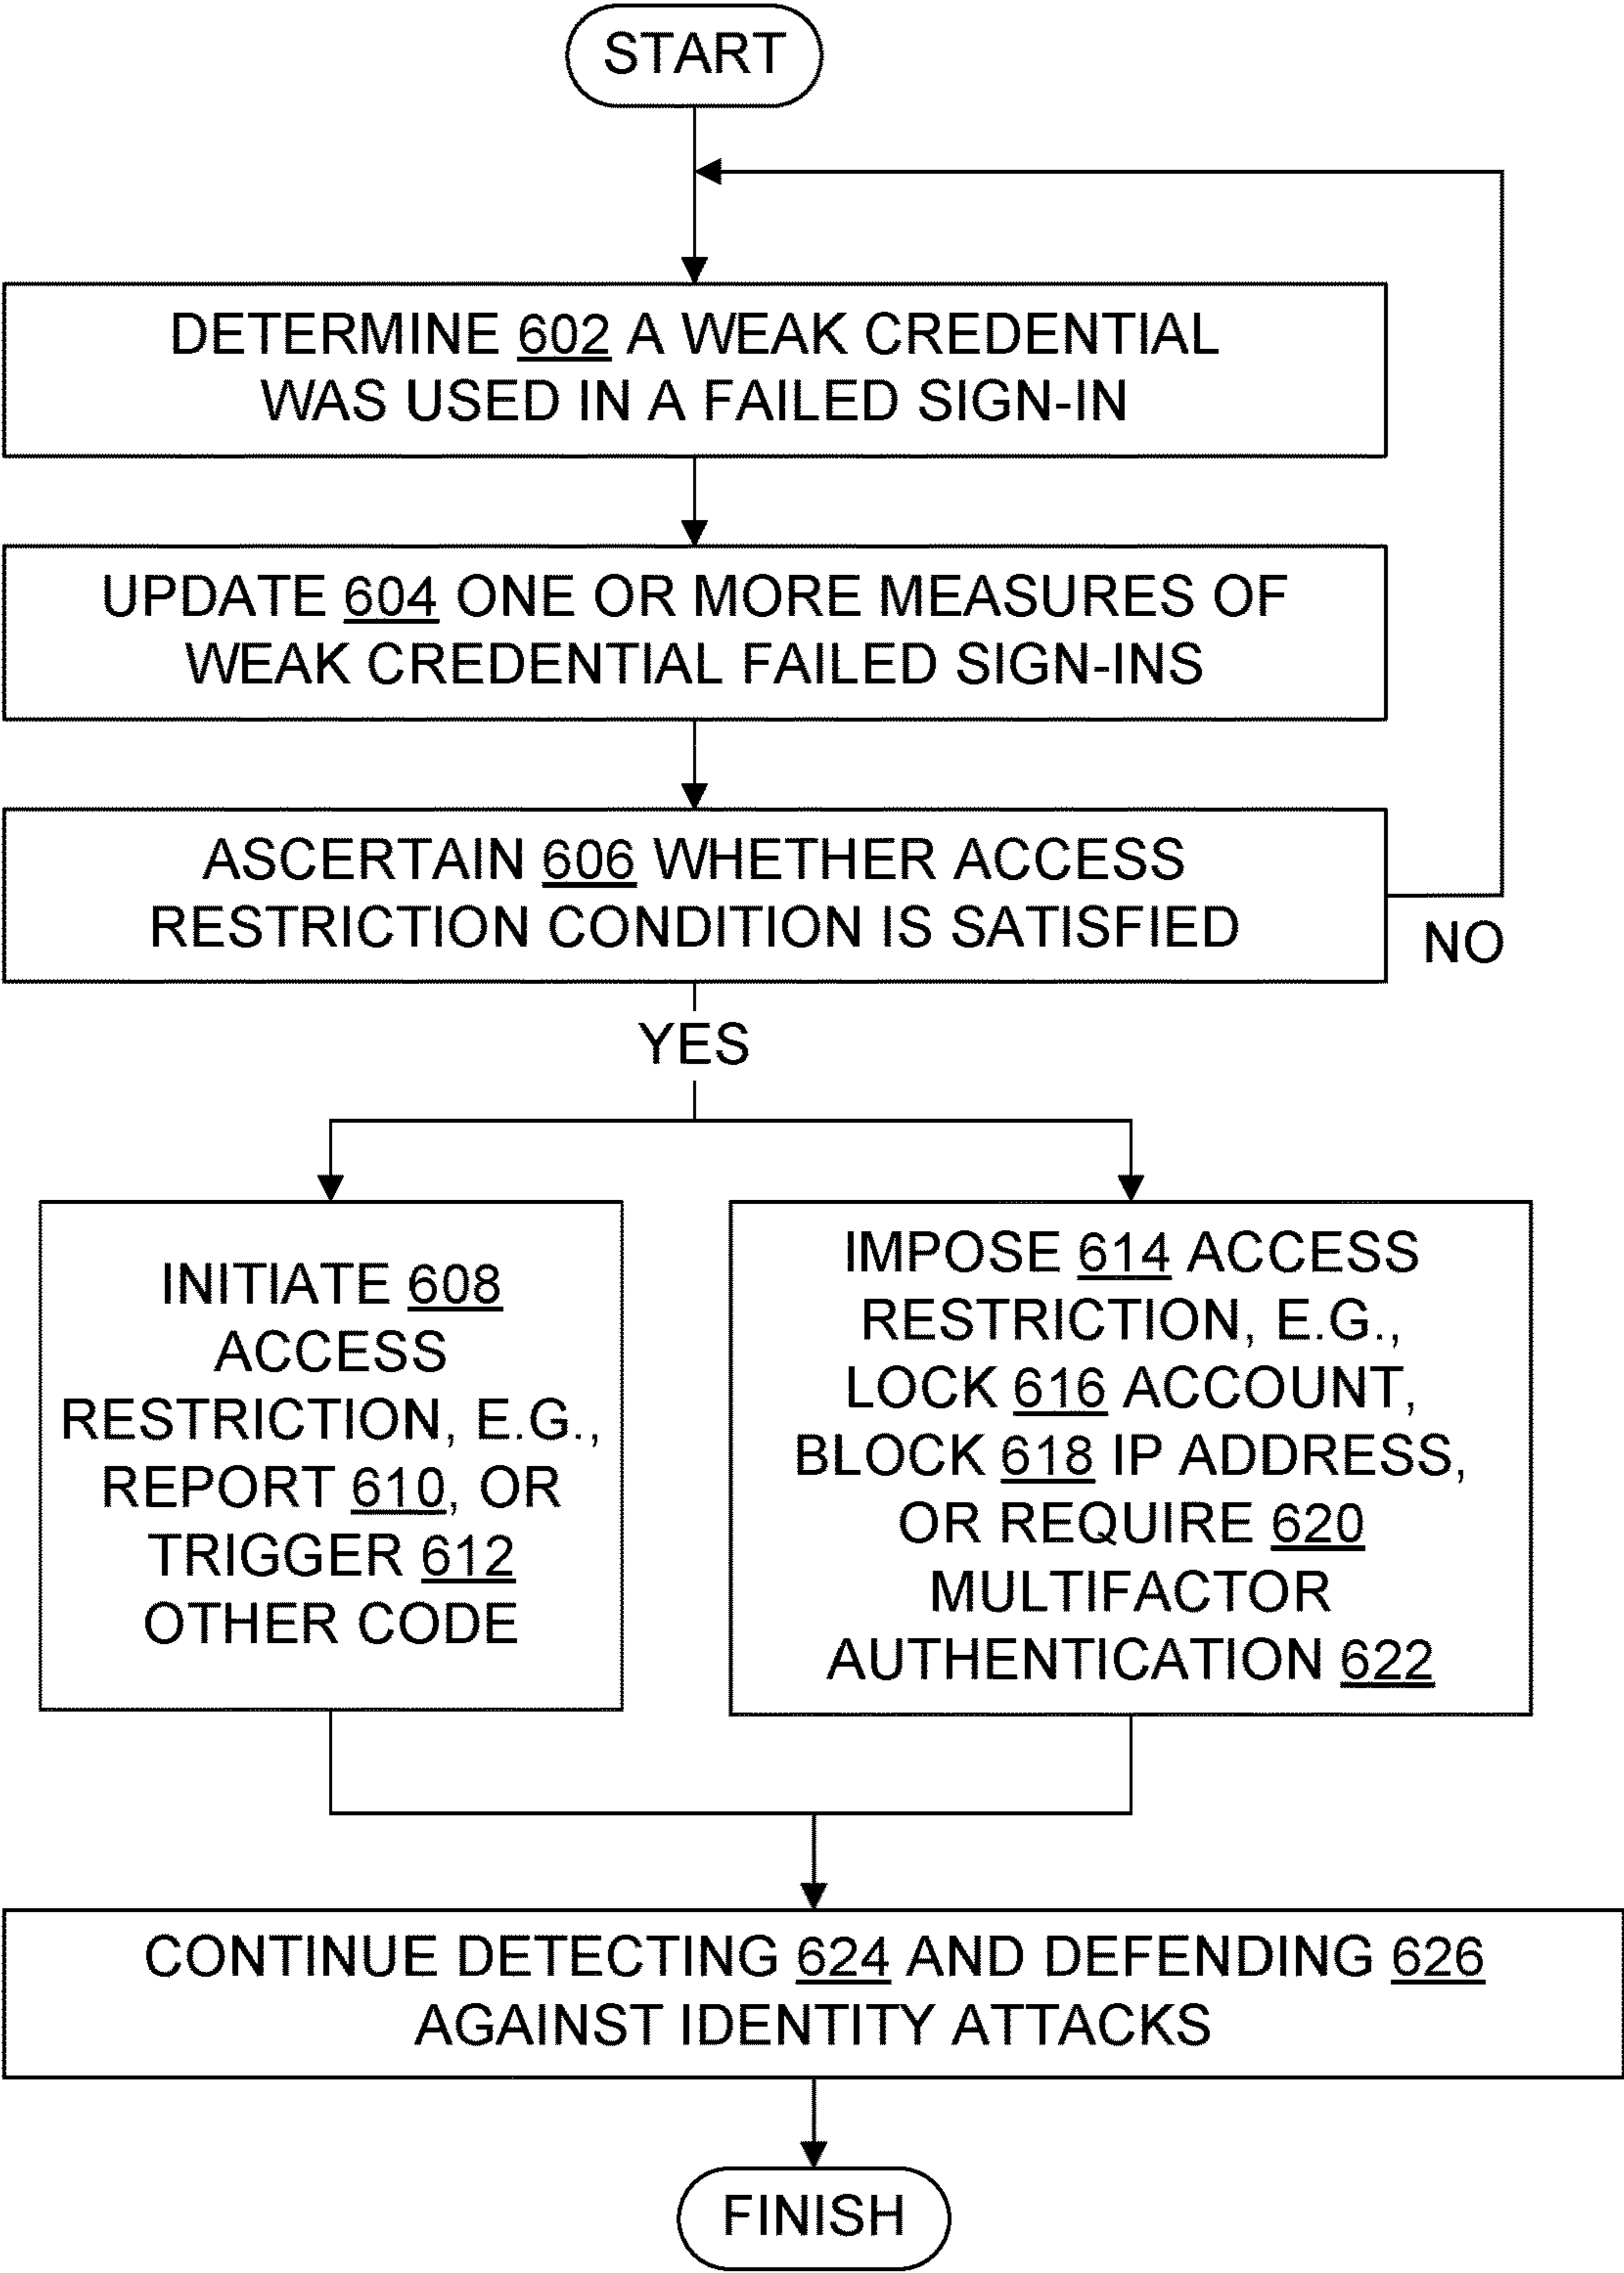 START
DETERMINE 602 A WEAK CREDENTIAL
WAS USED IN A FAILED SIGN-IN
UPDATE 604 ONE OR MORE MEASURES OF
WEAK CREDENTIAL FAILED SIGN-INS
ASCERTAIN 606 WHETHER ACCESS
RESTRICTION CONDITION IS SATISFIED
NO
YES
INITIATE 608
ACCESS
RESTRICTION, E.G.,
REPORT 610, OR
TRIGGER 612
OTHER CODE
IMPOSE 614 ACCESS
RESTRICTION, E.G.,
LOCK 616 ACCOUNT,
BLOCK 618 IP ADDRESS,
OR REQUIRE 620
MULTIFACTOR
AUTHENTICATION 622
CONTINUE DETECTING 624 AND DEFENDING 626
AGAINST IDENTITY ATTACKS
FINISH